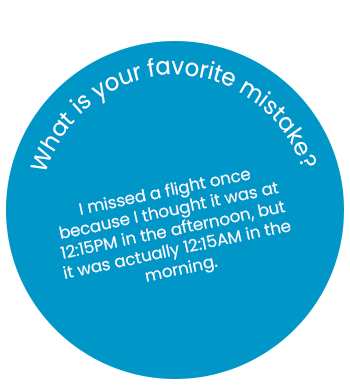 What is your favorite mistake?
I missed a flight once
because I thought it was at
12:15PM in the afternoon, but
it was actually 12:15AM in the
morning.